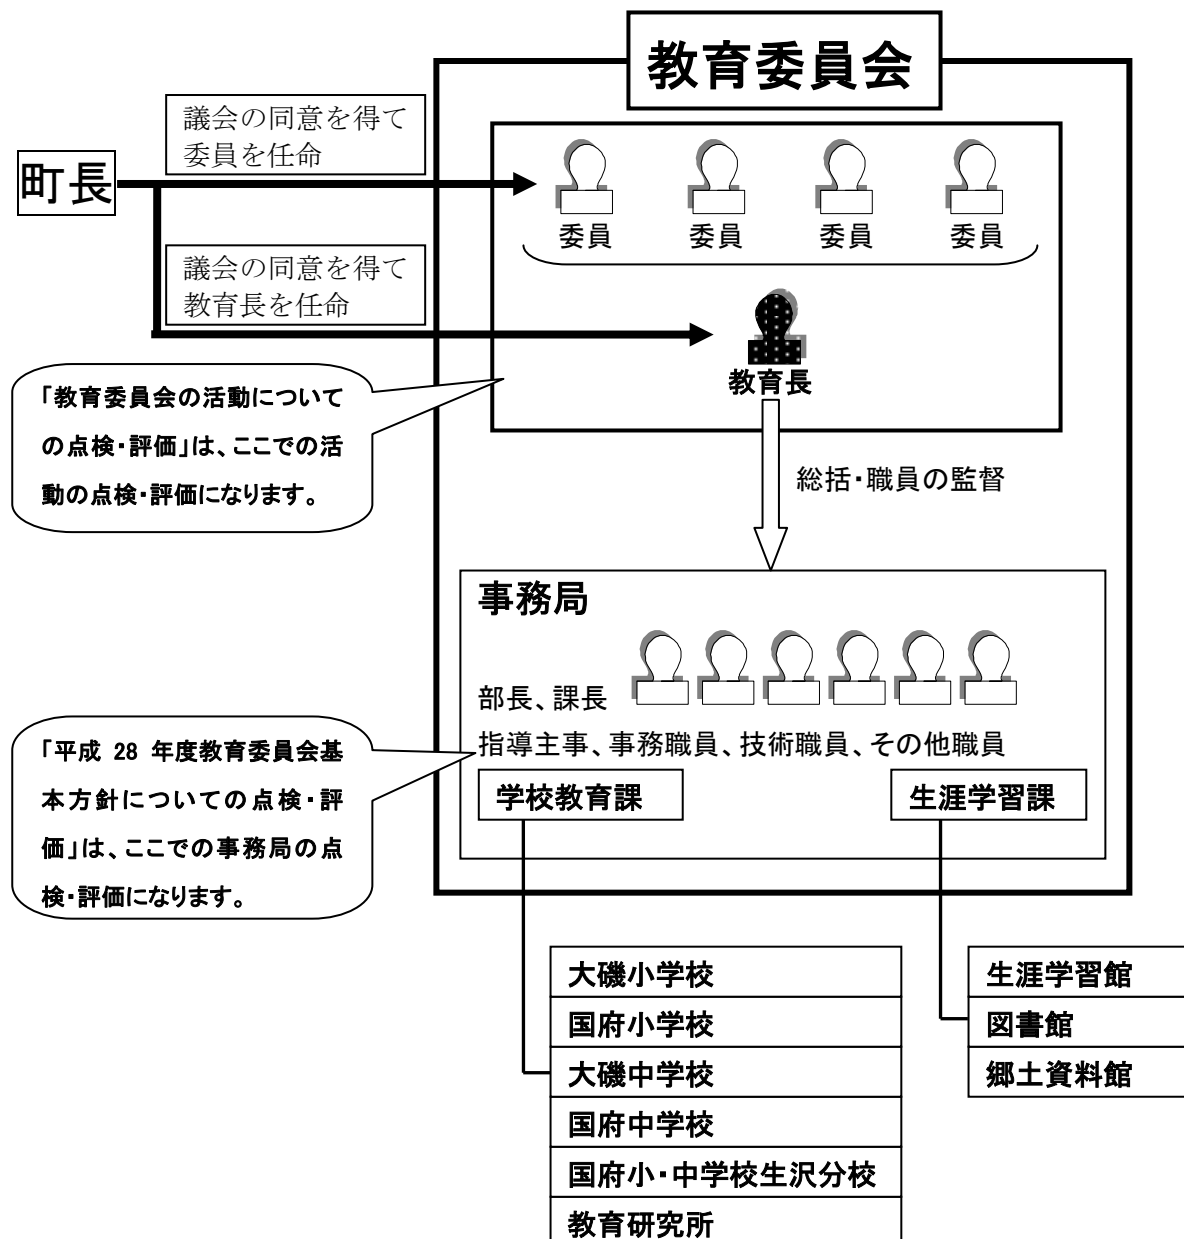 教育委員会
議会の同意を得て
委員を任命
町長
委員 委員 委員 委員
議会の同意を得て
教育長を任命
教育長
「教育委員会の活動について
の点検・評価」は、ここでの活
動の点検・評価になります。
総括・職員の監督
事務局
部長、課長
指導主事、事務職員、技術職員、その他職員
「平成 28 年度教育委員会基
本方針についての点検・評
価」は、ここでの事務局の点
検・評価になります。
学校教育課
生涯学習課
大磯小学校
国府小学校
大磯中学校
国府中学校
国府小・中学校生沢分校
教育研究所
生涯学習館
図書館
郷土資料館